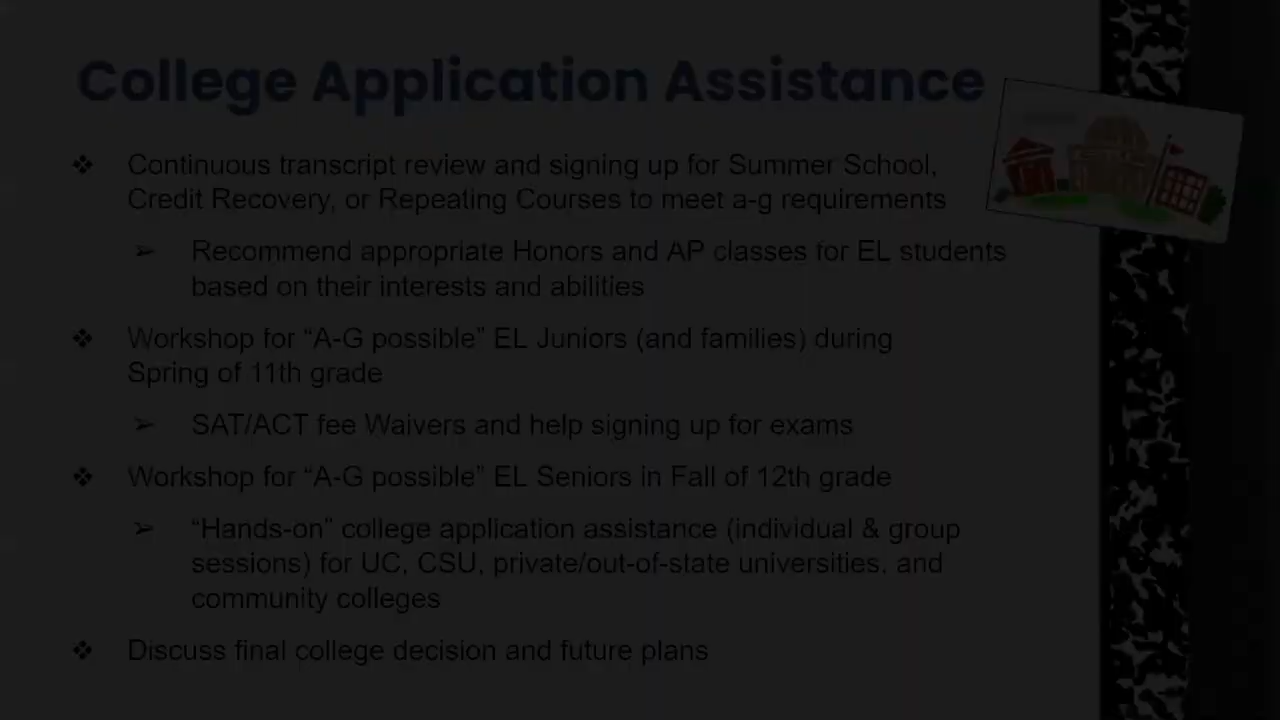 College Application Assistance
❖ Continuous transcript review and signing up for Summer School,
Credit Recovery, or Repeating Courses to meet a-g requirements
➢ Recommend appropriate Honors and AP classes for EL students
based on their interests and abilities
❖ Workshop for “A-G possible” EL Juniors (and families) during
Spring of 11th grade
➢ SAT/ACT fee Waivers and help signing up for exams
❖ Workshop for “A-G possible” EL Seniors in Fall of 12th grade
➢ “Hands-on” college application assistance (individual & group
sessions) for UC, CSU, private/out-of-state universities, and
community colleges
❖ Discuss final college decision and future plans